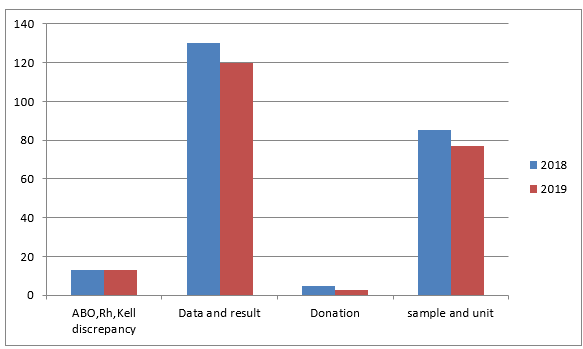 140
120
100
80
60
40
20
0
ABO,Rh,Kell
discrepancy
Data and result
Donation
sample and unit
2018
2019